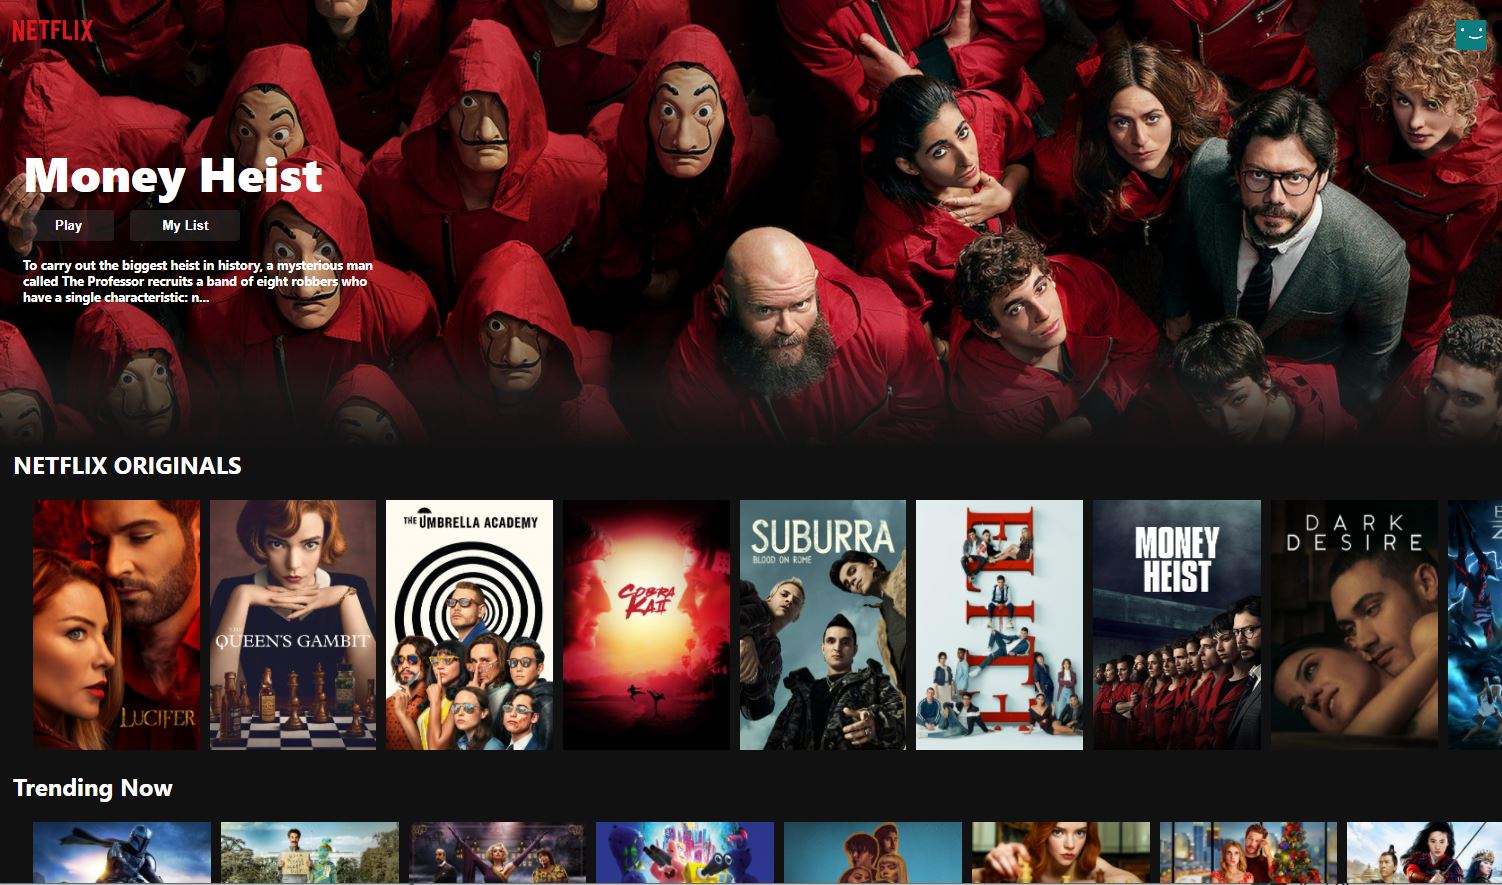 NETFLIX
Money Heist
Play
My List
To carry out the biggest heist in history, a mysterious man
called The Professor recruits a band of eight robbers who
have a single characteristic: n...
NETFLIX ORIGINALS
LUCIFER
THE
QUEEN'S GAMBIT
THE UMBRELLA ACADEMY
COBRA
KAI
SUBURRA
BLOOD ON ROME
ELITE
MONEY
HEIST
DARK
DESIRE
Trending Now